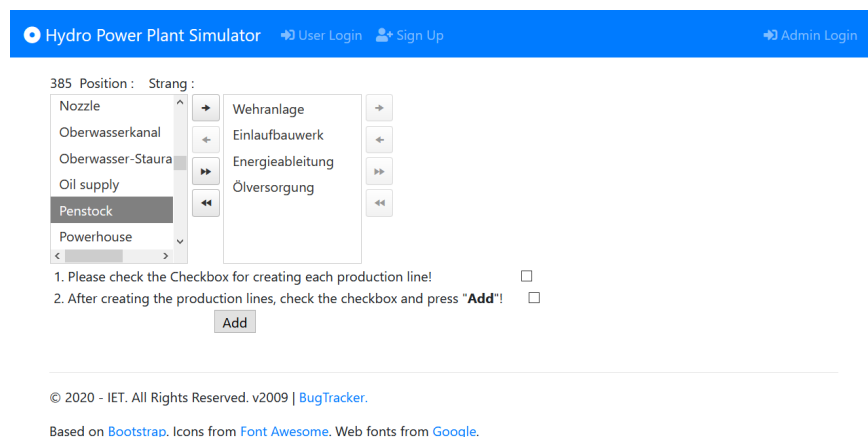 Hydro Power Plant Simulator User Login Sign Up Admin Login
385 Position : Strang :
Nozzle
Oberwasserkanal
Oberwasser-Staura
Oil supply
Penstock
Powerhouse
Wehranlage
Einlaufbauwerk
Energieableitung
Ölversorgung
1. Please check the Checkbox for creating each production line!
2. After creating the production lines, check the checkbox and press "Add"!
Add
© 2020 - IET. All Rights Reserved. v2009 | BugTracker.
Based on Bootstrap. Icons from Font Awesome. Web fonts from Google.